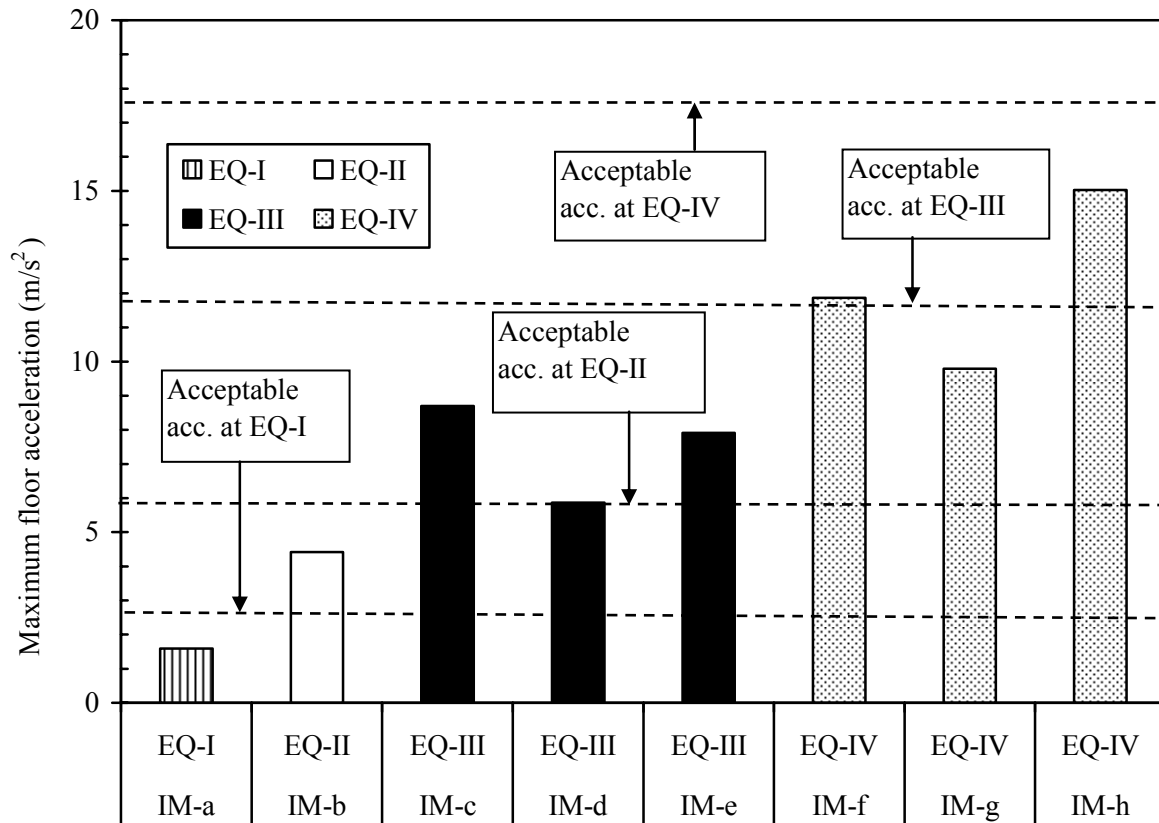 20
15
10
5
0
Maximum floor acceleration (m/s²)
EQ-I EQ-II
EQ-III EQ-IV
Acceptable
acc. at EQ-IV
Acceptable
acc. at EQ-III
Acceptable
acc. at EQ-II
Acceptable
acc. at EQ-I
EQ-I EQ-II EQ-III EQ-III EQ-III EQ-IV EQ-IV EQ-IV
IM-a IM-b IM-c IM-d IM-e IM-f IM-g IM-h